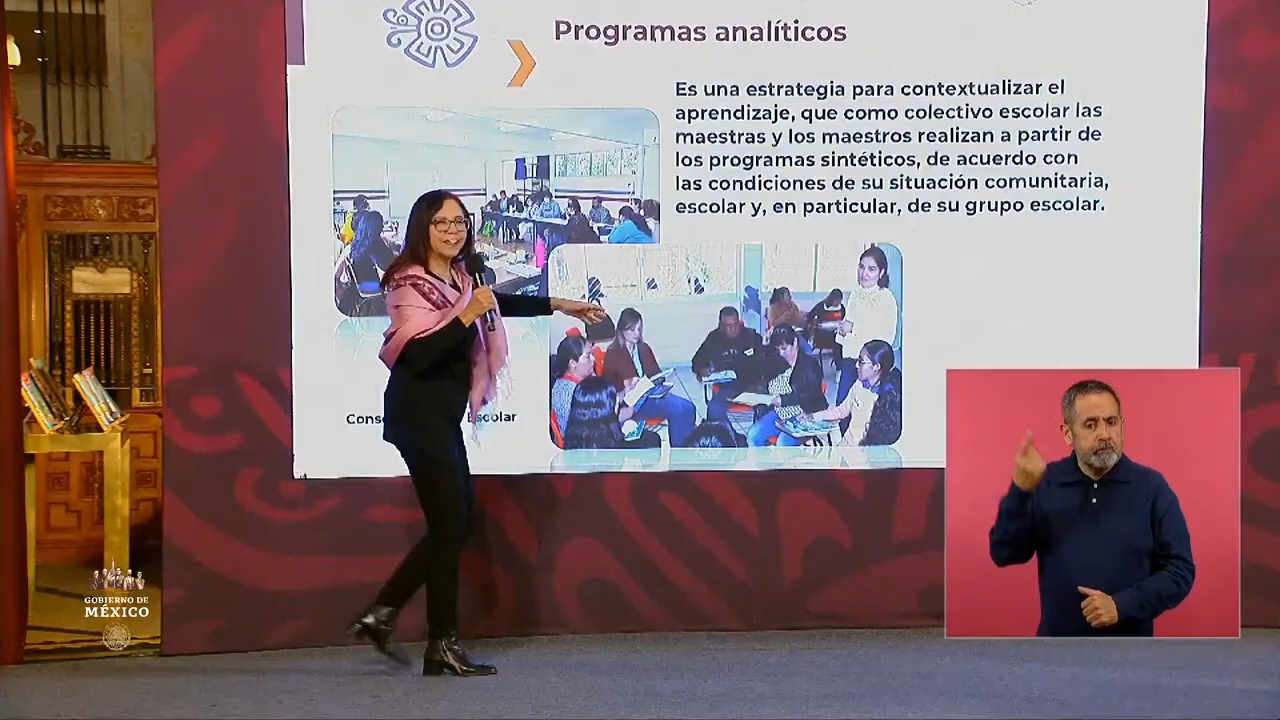 Programas analíticos
Es una estrategia para contextualizar el
aprendizaje, que como colectivo escolar las
maestras y los maestros realizan a partir de
los programas sintéticos, de acuerdo con
las condiciones de su situación comunitaria,
escolar y, en particular, de su grupo escolar.
Escolar
GOBIERNO DE
MÉXICO